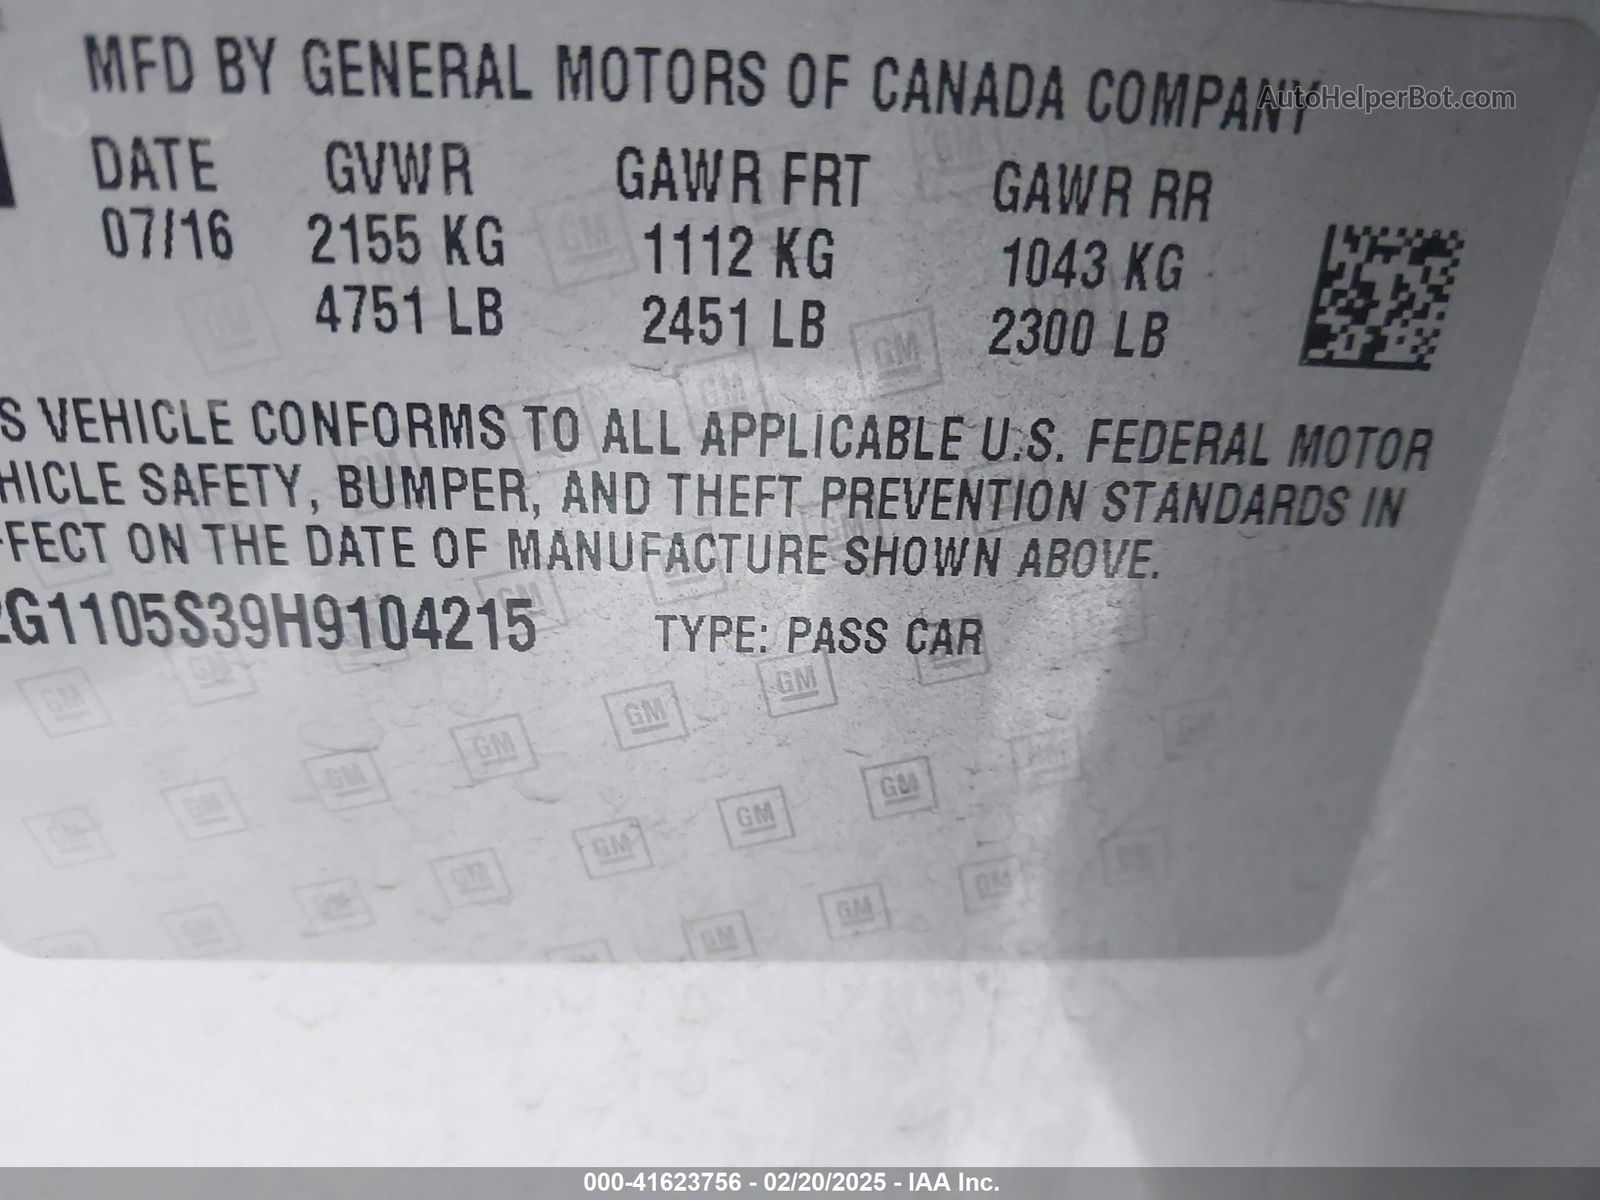 MFD BY GENERAL MOTORS OF CANADA COMPANY
AutoHelperBot.com
DATE GVWR GAWR FRT GAWR RR
07/16 2155 KG 1112 KG 1043 KG
4751 LB 2451 LB 2300 LB
S VEHICLE CONFORMS TO ALL APPLICABLE U.S. FEDERAL MOTOR
HICLE SAFETY, BUMPER, AND THEFT PREVENTION STANDARDS IN
FFECT ON THE DATE OF MANUFACTURE SHOWN ABOVE.
2G1105S39H9104215 TYPE: PASS CAR
GM
000-41623756 - 02/20/2025 - IAA Inc.